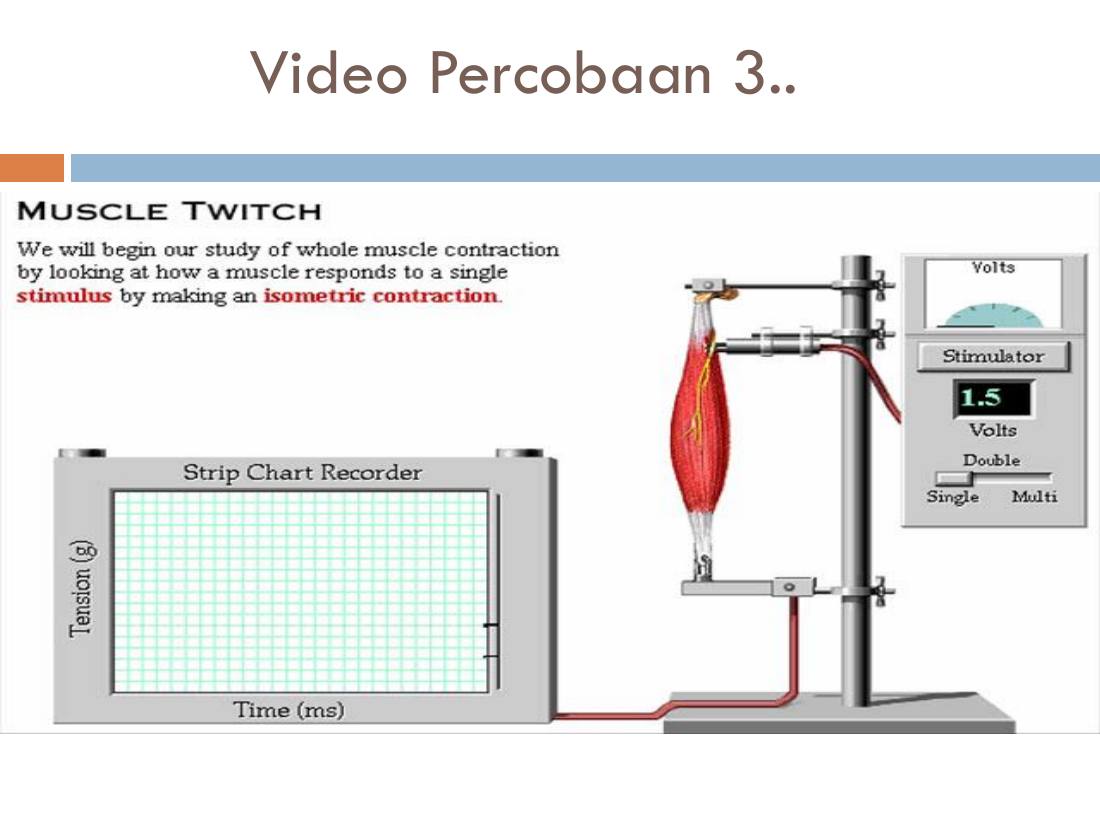 Video Percobaan 3..
MUSCLE TWITCH
We will begin our study of whole muscle contraction
by looking at how a muscle responds to a single
stimulus by making an isometric contraction.
Volts
Stimulator
1.5
Volts
Double
Single Multi
Strip Chart Recorder
Tension (g)
Time (ms)